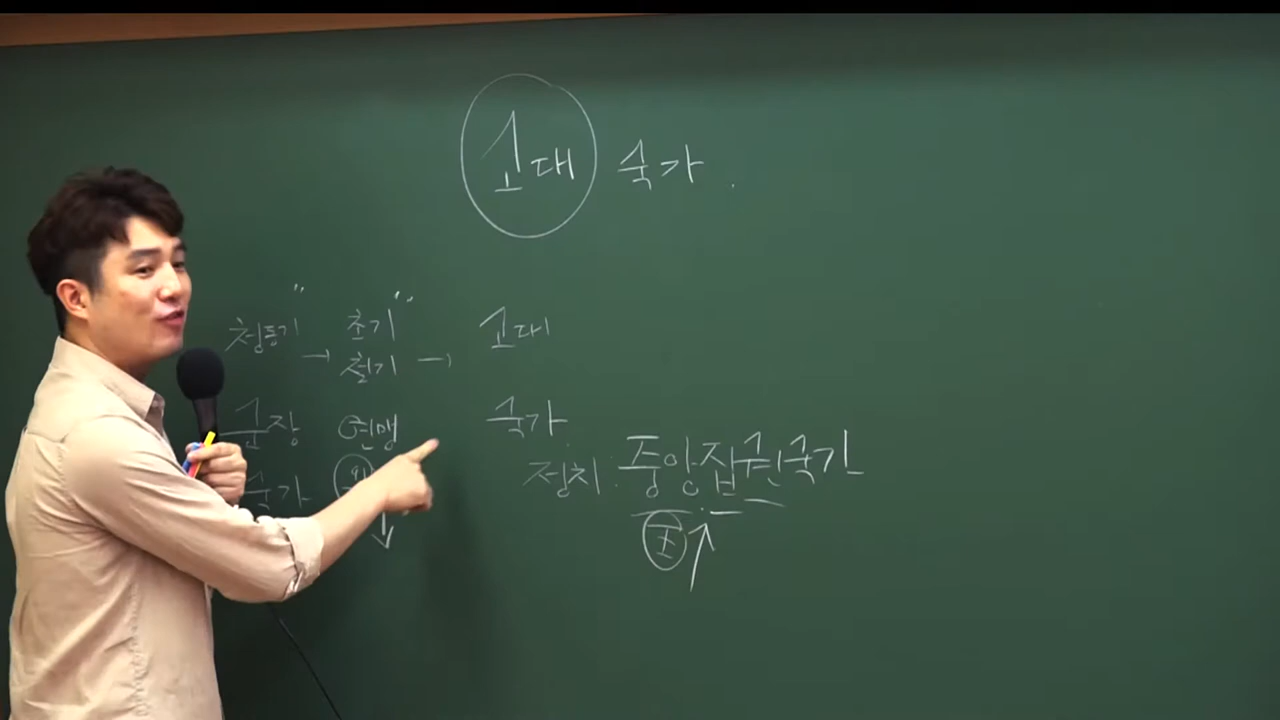 고대 국가
청동기 → 초기 철기 → 고대
군장 연맹 국가
국가 왕 ↓
정치 : 중앙집권국가
王 ↑